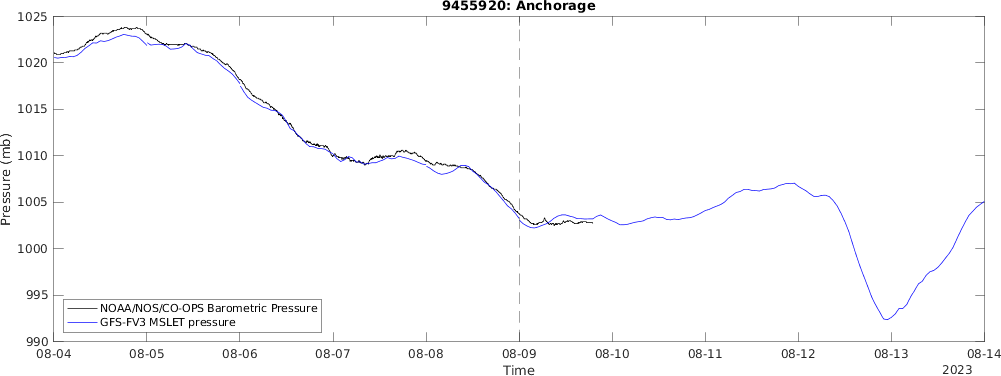 9455920: Anchorage
1025
1020
1015
1010
1005
1000
995
990
Pressure (mb)
NOAA/NOS/CO-OPS Barometric Pressure
GFS-FV3 MSLET pressure
08-04 08-05 08-06 08-07 08-08 08-09 08-10 08-11 08-12 08-13 08-14
Time
2023